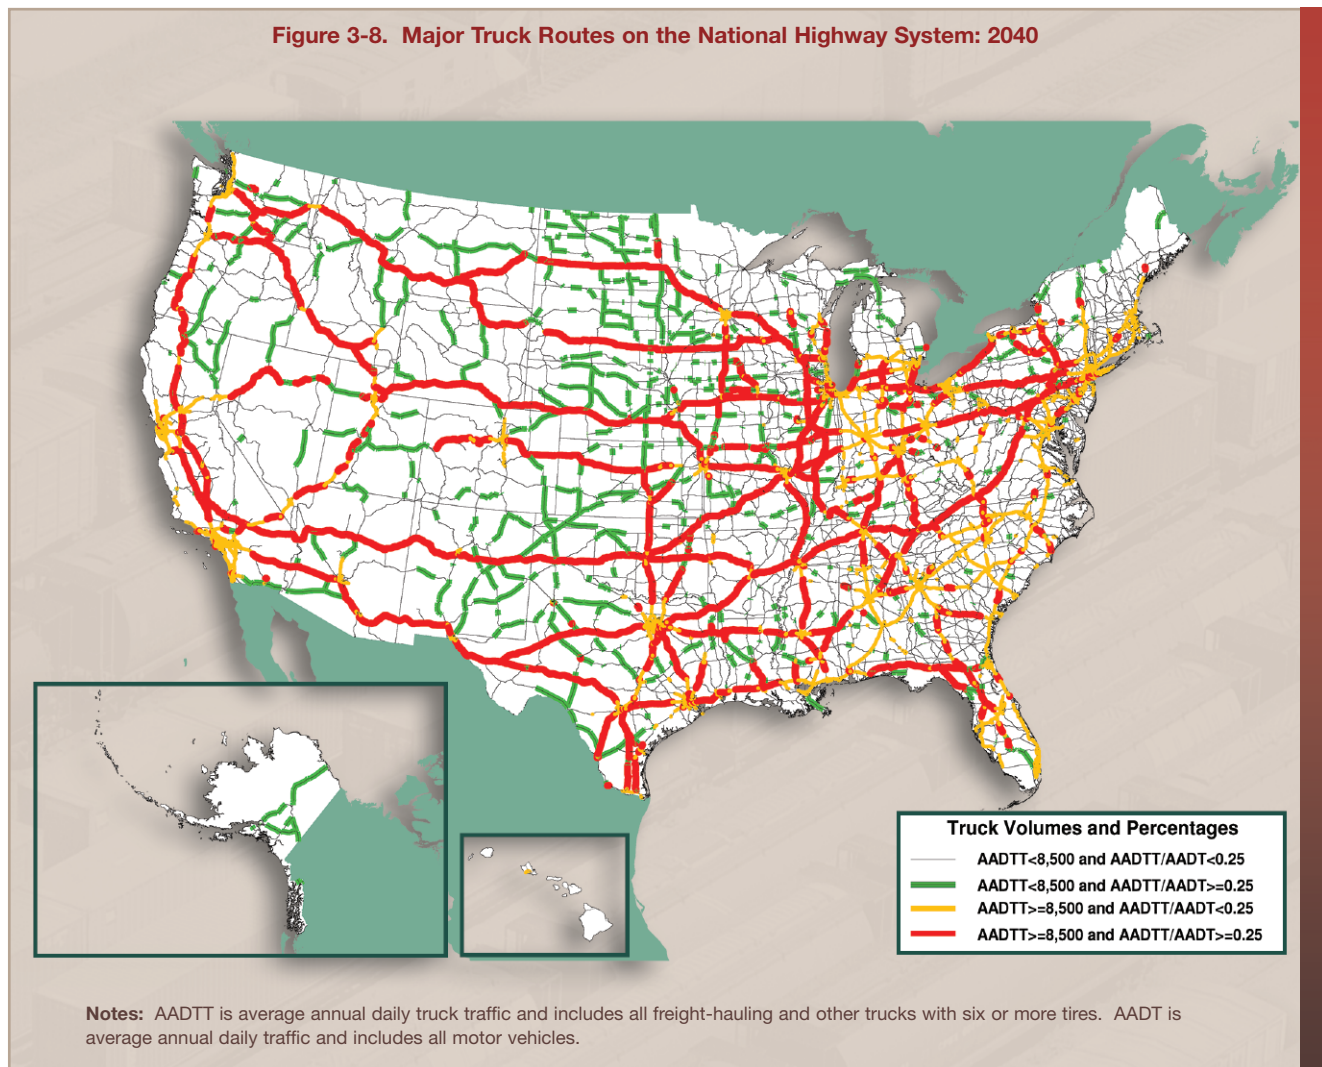 Figure 3-8. Major Truck Routes on the National Highway System: 2040
Truck Volumes and Percentages
AADTT<8,500 and AADTT/AADT<0.25
AADTT<8,500 and AADTT/AADT>=0.25
AADTT>=8,500 and AADTT/AADT<0.25
AADTT>=8,500 and AADTT/AADT>=0.25
Notes: AADTT is average annual daily truck traffic and includes all freight-hauling and other trucks with six or more tires. AADT is
average annual daily traffic and includes all motor vehicles.